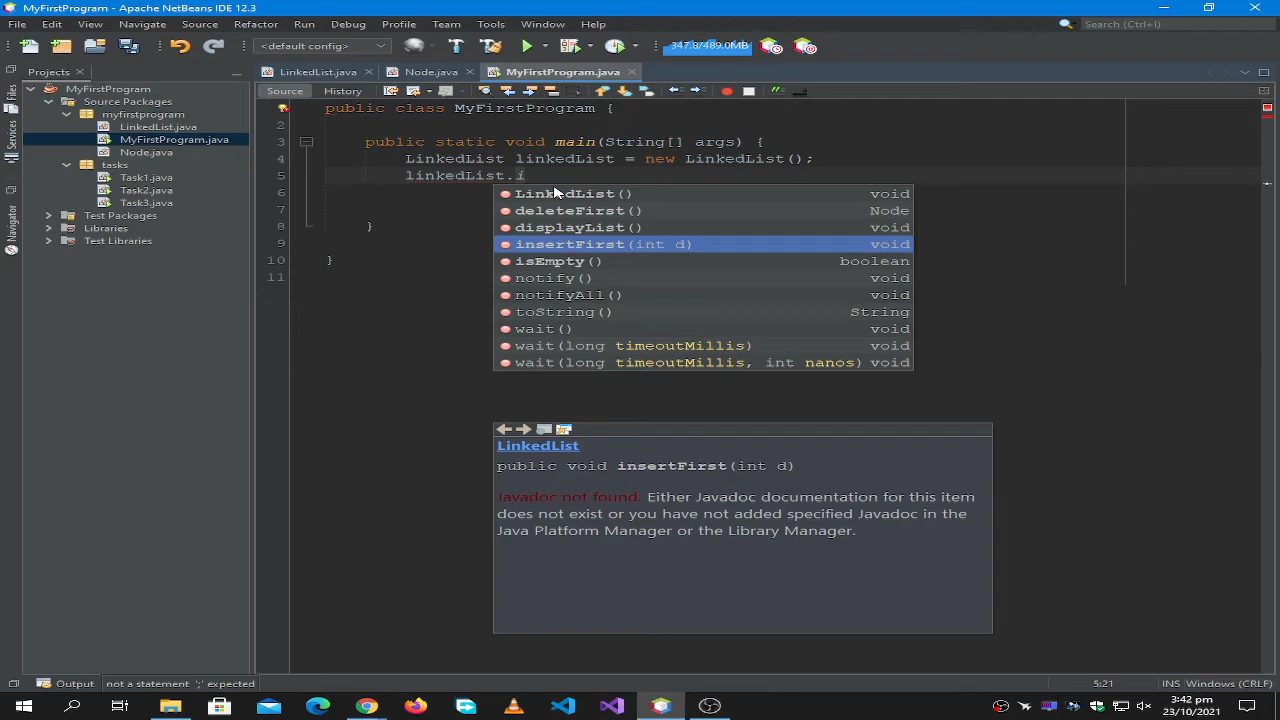 MyFirstProgram - Apache NetBeans IDE 12.3
File Edit View Navigate Source Refactor Run Debug Profile Team Tools Window Help
Search (Ctrl+I)
<default config>
347.8/489.0MB
Projects
LinkedList.java Node.java MyFirstProgram.java
Source History
Files
Services
Navigator
MyFirstProgram
Source Packages
myfirstprogram
LinkedList.java
MyFirstProgram.java
Node.java
tasks
Task1.java
Task2.java
Task3.java
Test Packages
Libraries
Test Libraries
public class MyFirstProgram {
2
3 public static void main(String[] args) {
4 LinkedList linkedList = new LinkedList();
5 linkedList.i
6
7
8 }
9
10 }
11
LinkedList() void
deleteFirst() Node
displayList() void
insertFirst(int d) void
isEmpty() boolean
notify() void
notifyAll() void
toString() String
wait() void
wait(long timeoutMillis) void
wait(long timeoutMillis, int nanos) void
LinkedList
public void insertFirst(int d)
Javadoc not found. Either Javadoc documentation for this item
does not exist or you have not added specified Javadoc in the
Java Platform Manager or the Library Manager.
Output not a statement ';' expected 5:21 INS Windows (CRLF)
3:42 pm
23/10/2021